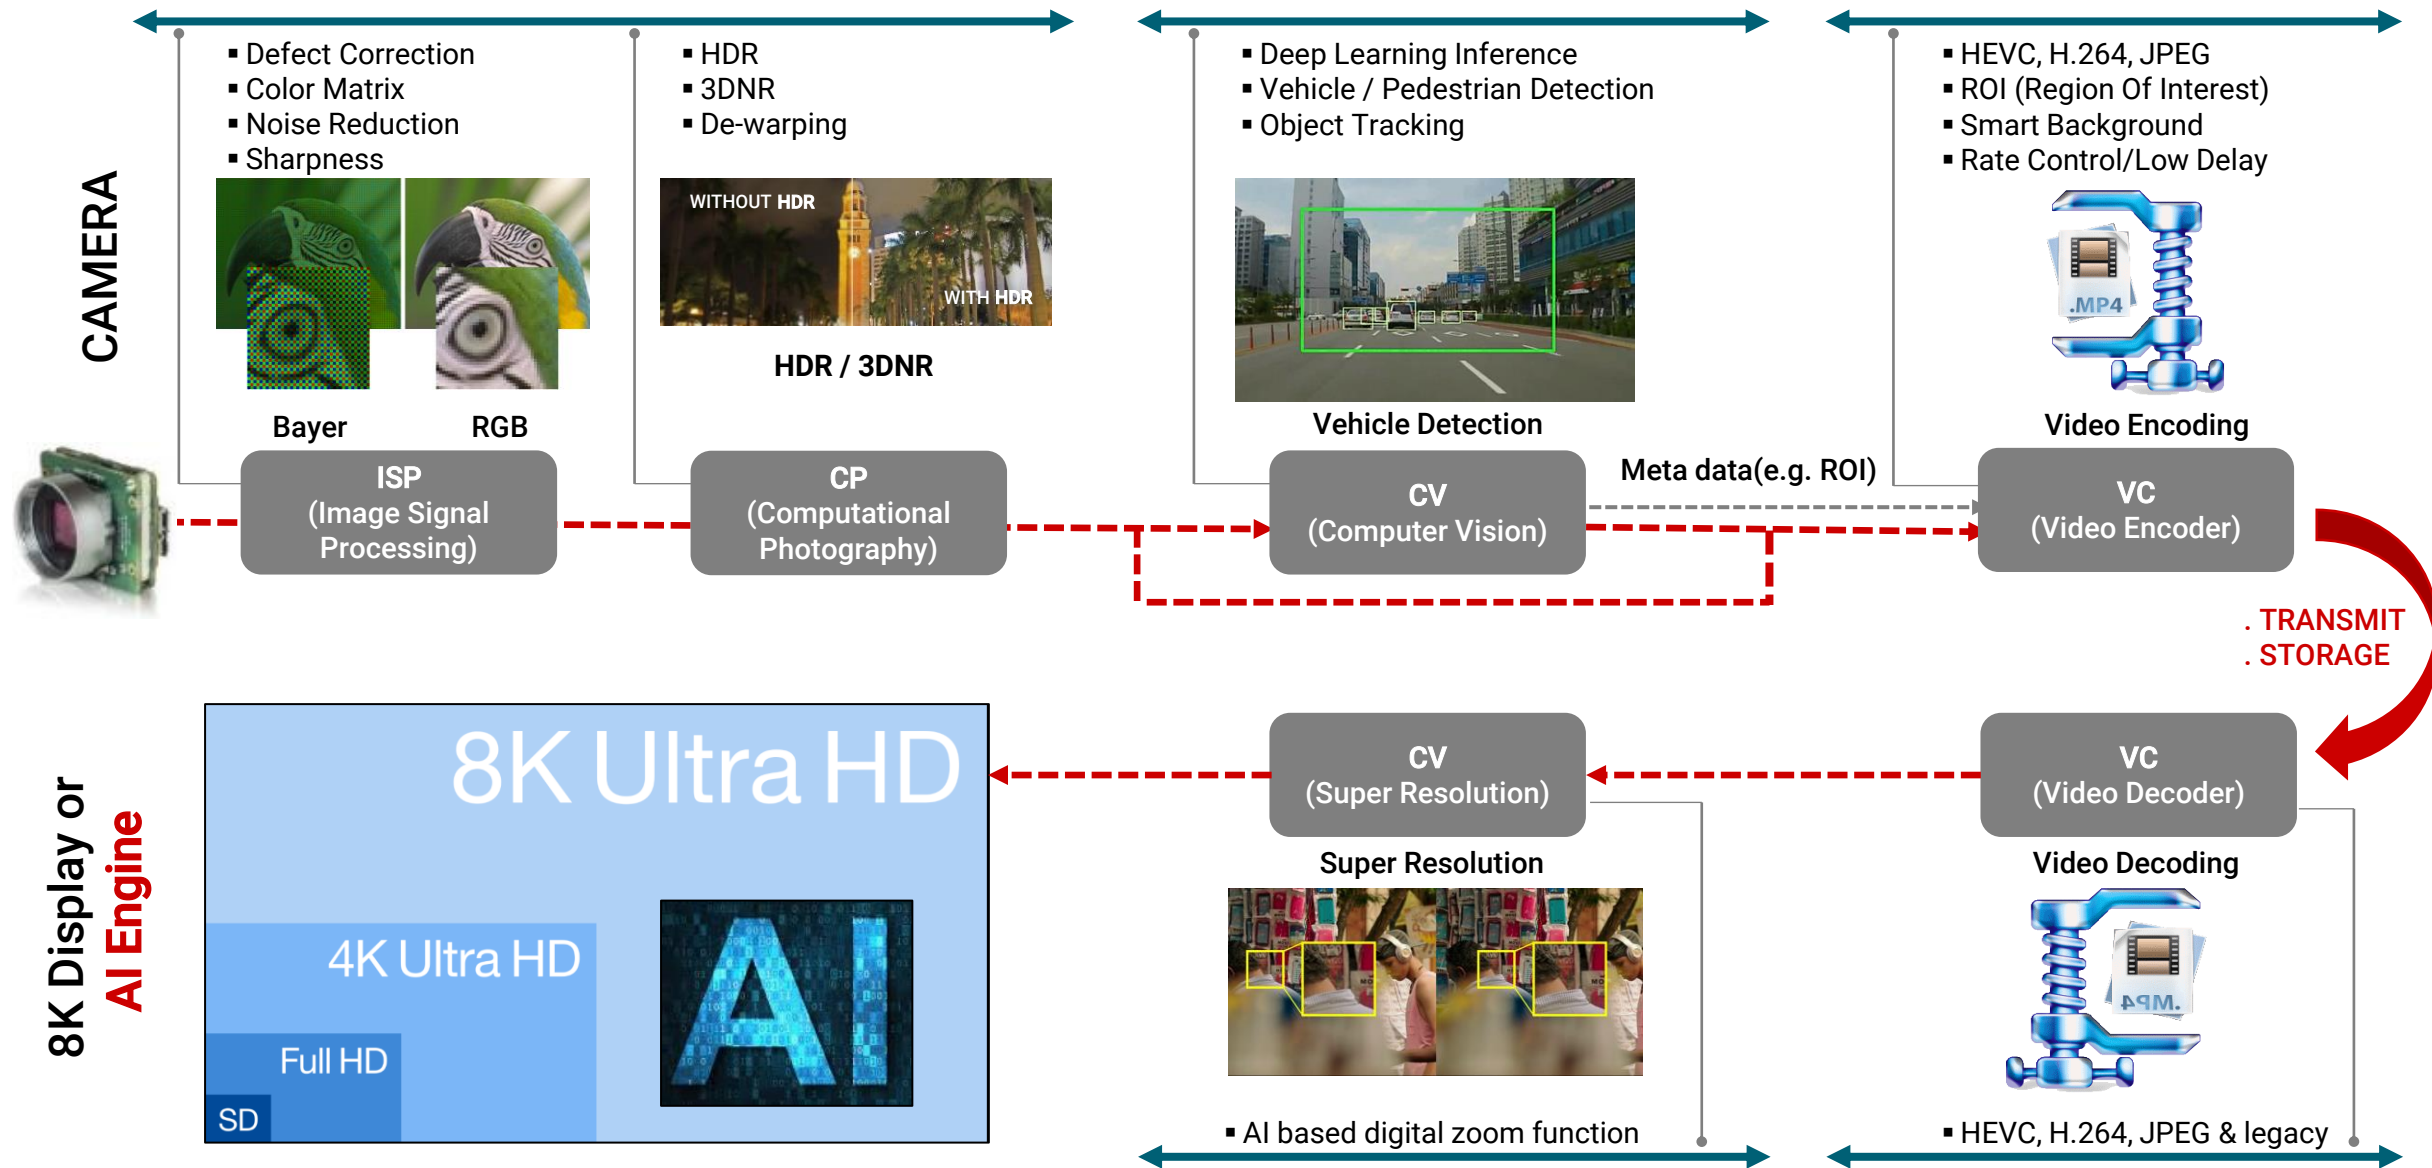 ▪ Defect Correction
▪ Color Matrix
▪ Noise Reduction
▪ Sharpness
▪ HDR
▪ 3DNR
▪ De-warping
▪ Deep Learning Inference
▪ Vehicle / Pedestrian Detection
▪ Object Tracking
▪ HEVC, H.264, JPEG
▪ ROI (Region Of Interest)
▪ Smart Background
▪ Rate Control/Low Delay
CAMERA
WITHOUT HDR
WITH HDR
.MP4
HDR / 3DNR
Bayer
RGB
Vehicle Detection
Video Encoding
ISP
(Image Signal
Processing)
CP
(Computational
Photography)
CV
(Computer Vision)
Meta data(e.g. ROI)
VC
(Video Encoder)
. TRANSMIT
. STORAGE
8K Display or
AI Engine
8K Ultra HD
4K Ultra HD
Full HD
SD
AI
CV
(Super Resolution)
VC
(Video Decoder)
Super Resolution
Video Decoding
.MP4
▪ AI based digital zoom function
▪ HEVC, H.264, JPEG & legacy